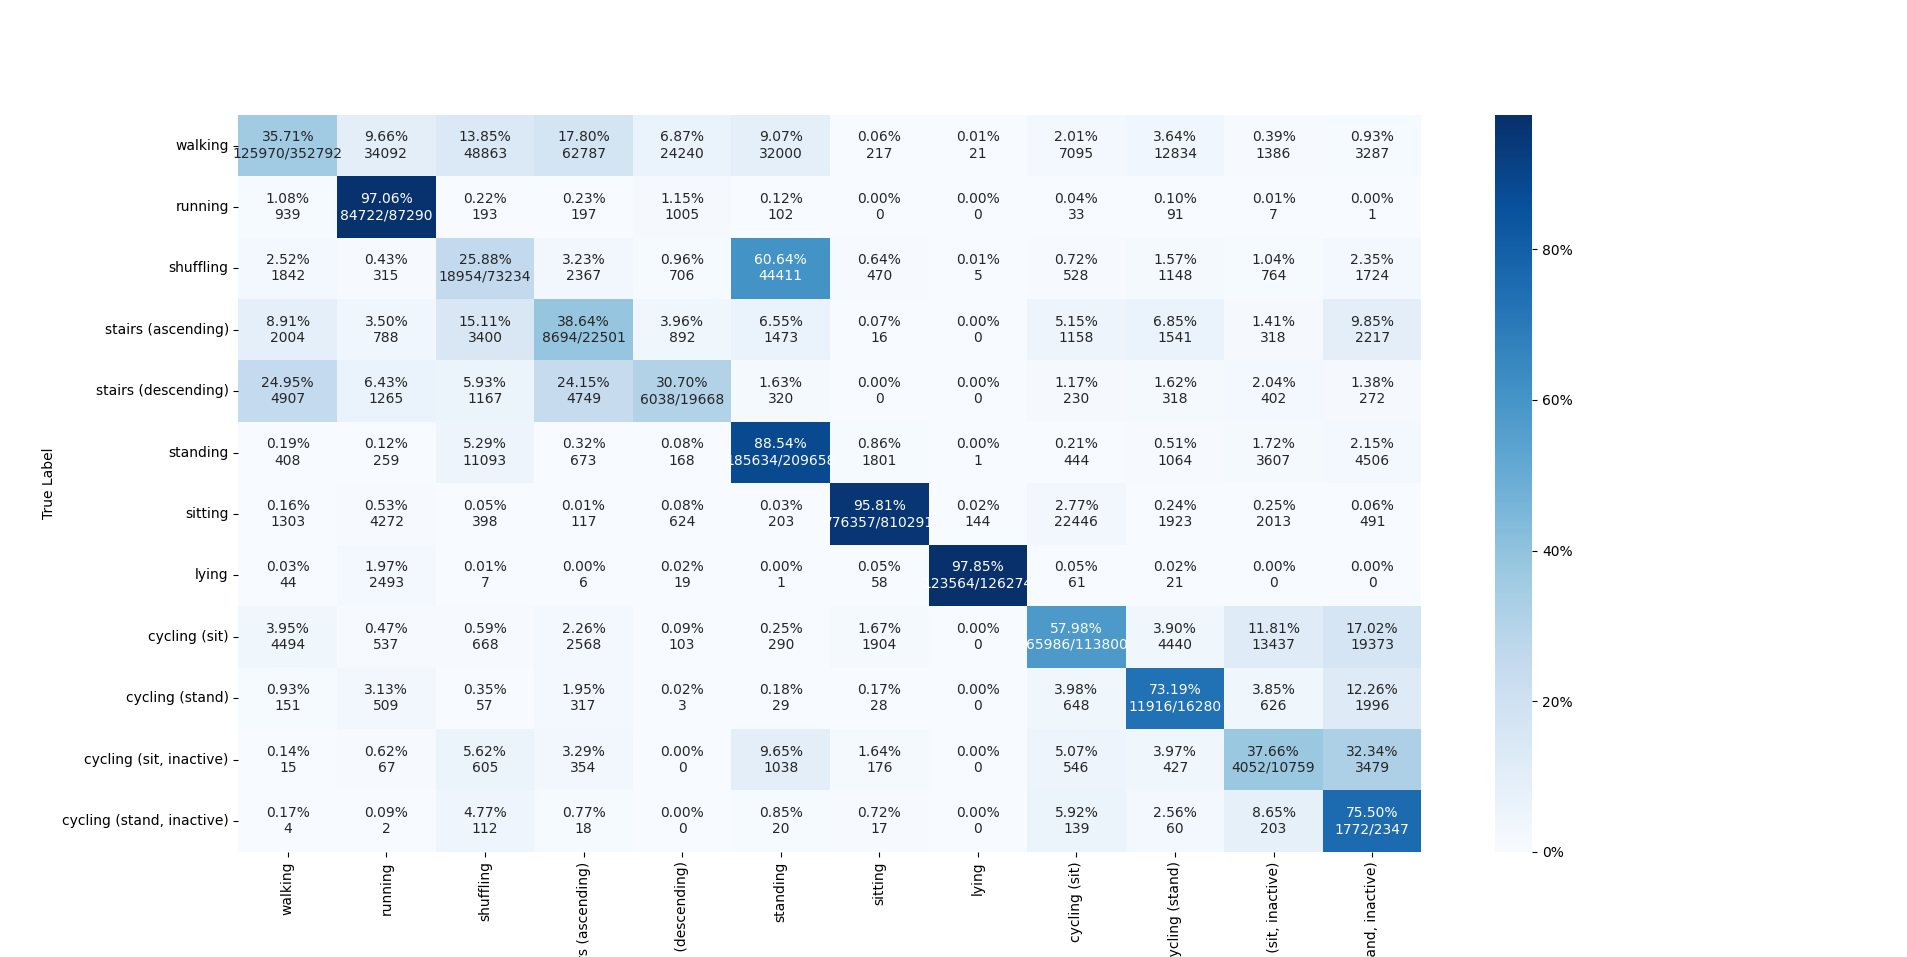 walking 35.71% 9.66% 13.85% 17.80% 6.87% 9.07% 0.06% 0.01% 2.01% 3.64% 0.39% 0.93%
125970/352792 34092 48863 62787 24240 32000 217 21 7095 12834 1386 3287
running 1.08% 97.06% 0.22% 0.23% 1.15% 0.12% 0.00% 0.00% 0.04% 0.10% 0.01% 0.00%
939 84722/87290 193 197 1005 102 0 0 33 91 7 1
80%
shuffling 2.52% 0.43% 25.88% 3.23% 0.96% 60.64% 0.64% 0.01% 0.72% 1.57% 1.04% 2.35%
1842 315 18954/73234 2367 706 44411 470 5 528 1148 764 1724
stairs (ascending) 8.91% 3.50% 15.11% 38.64% 3.96% 6.55% 0.07% 0.00% 5.15% 6.85% 1.41% 9.85%
2004 788 3400 8694/22501 892 1473 16 0 1158 1541 318 2217
stairs (descending) 24.95% 6.43% 5.93% 24.15% 30.70% 1.63% 0.00% 0.00% 1.17% 1.62% 2.04% 1.38%
4907 1265 1167 4749 6038/19668 320 0 0 230 318 402 272
60%
standing 0.19% 0.12% 5.29% 0.32% 0.08% 88.54% 0.86% 0.00% 0.21% 0.51% 1.72% 2.15%
408 259 11093 673 168 185634/209658 1801 1 444 1064 3607 4506
True Label
sitting 0.16% 0.53% 0.05% 0.01% 0.08% 0.03% 95.81% 0.02% 2.77% 0.24% 0.25% 0.06%
1303 4272 398 117 624 203 776357/810291 144 22446 1923 2013 491
40%
lying 0.03% 1.97% 0.01% 0.00% 0.02% 0.00% 0.05% 97.85% 0.05% 0.02% 0.00% 0.00%
44 2493 7 6 19 1 58 123564/126274 61 21 0 0
cycling (sit) 3.95% 0.47% 0.59% 2.26% 0.09% 0.25% 1.67% 0.00% 57.98% 3.90% 11.81% 17.02%
4494 537 668 2568 103 290 1904 0 65986/113800 4440 13437 19373
cycling (stand) 0.93% 3.13% 0.35% 1.95% 0.02% 0.18% 0.17% 0.00% 3.98% 73.19% 3.85% 12.26%
151 509 57 317 3 29 28 0 648 11916/16280 626 1996
20%
cycling (sit, inactive) 0.14% 0.62% 5.62% 3.29% 0.00% 9.65% 1.64% 0.00% 5.07% 3.97% 37.66% 32.34%
15 67 605 354 0 1038 176 0 546 427 4052/10759 3479
cycling (stand, inactive) 0.17% 0.09% 4.77% 0.77% 0.00% 0.85% 0.72% 0.00% 5.92% 2.56% 8.65% 75.50%
4 2 112 18 0 20 17 0 139 60 203 1772/2347
0%
walking
running
shuffling
rs (ascending)
(descending)
standing
sitting
lying
cycling (sit)
ycling (stand)
(sit, inactive)
and, inactive)